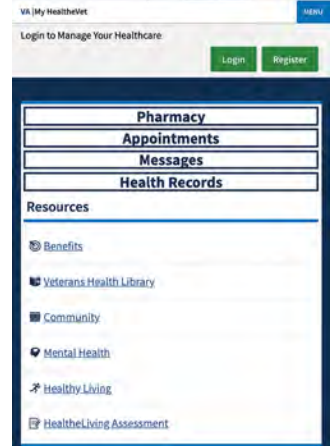 VA |My HealtheVet
MENU
Login to Manage Your Healthcare
Login Register
Pharmacy
Appointments
Messages
Health Records
Resources
Benefits
Veterans Health Library
Community
Mental Health
Healthy Living
HealtheLiving Assessment